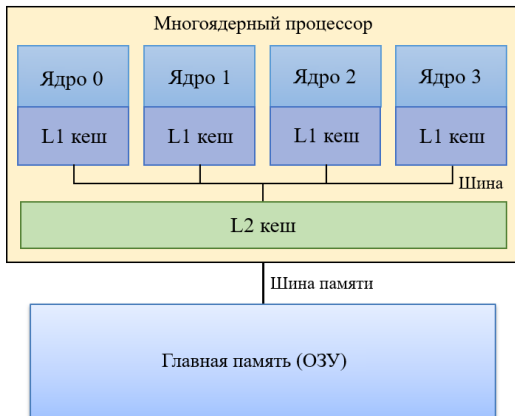 Многоядерный процессор
Ядро 0
Ядро 1
Ядро 2
Ядро 3
L1 кеш
L1 кеш
L1 кеш
L1 кеш
Шина
L2 кеш
Шина памяти
Главная память (ОЗУ)